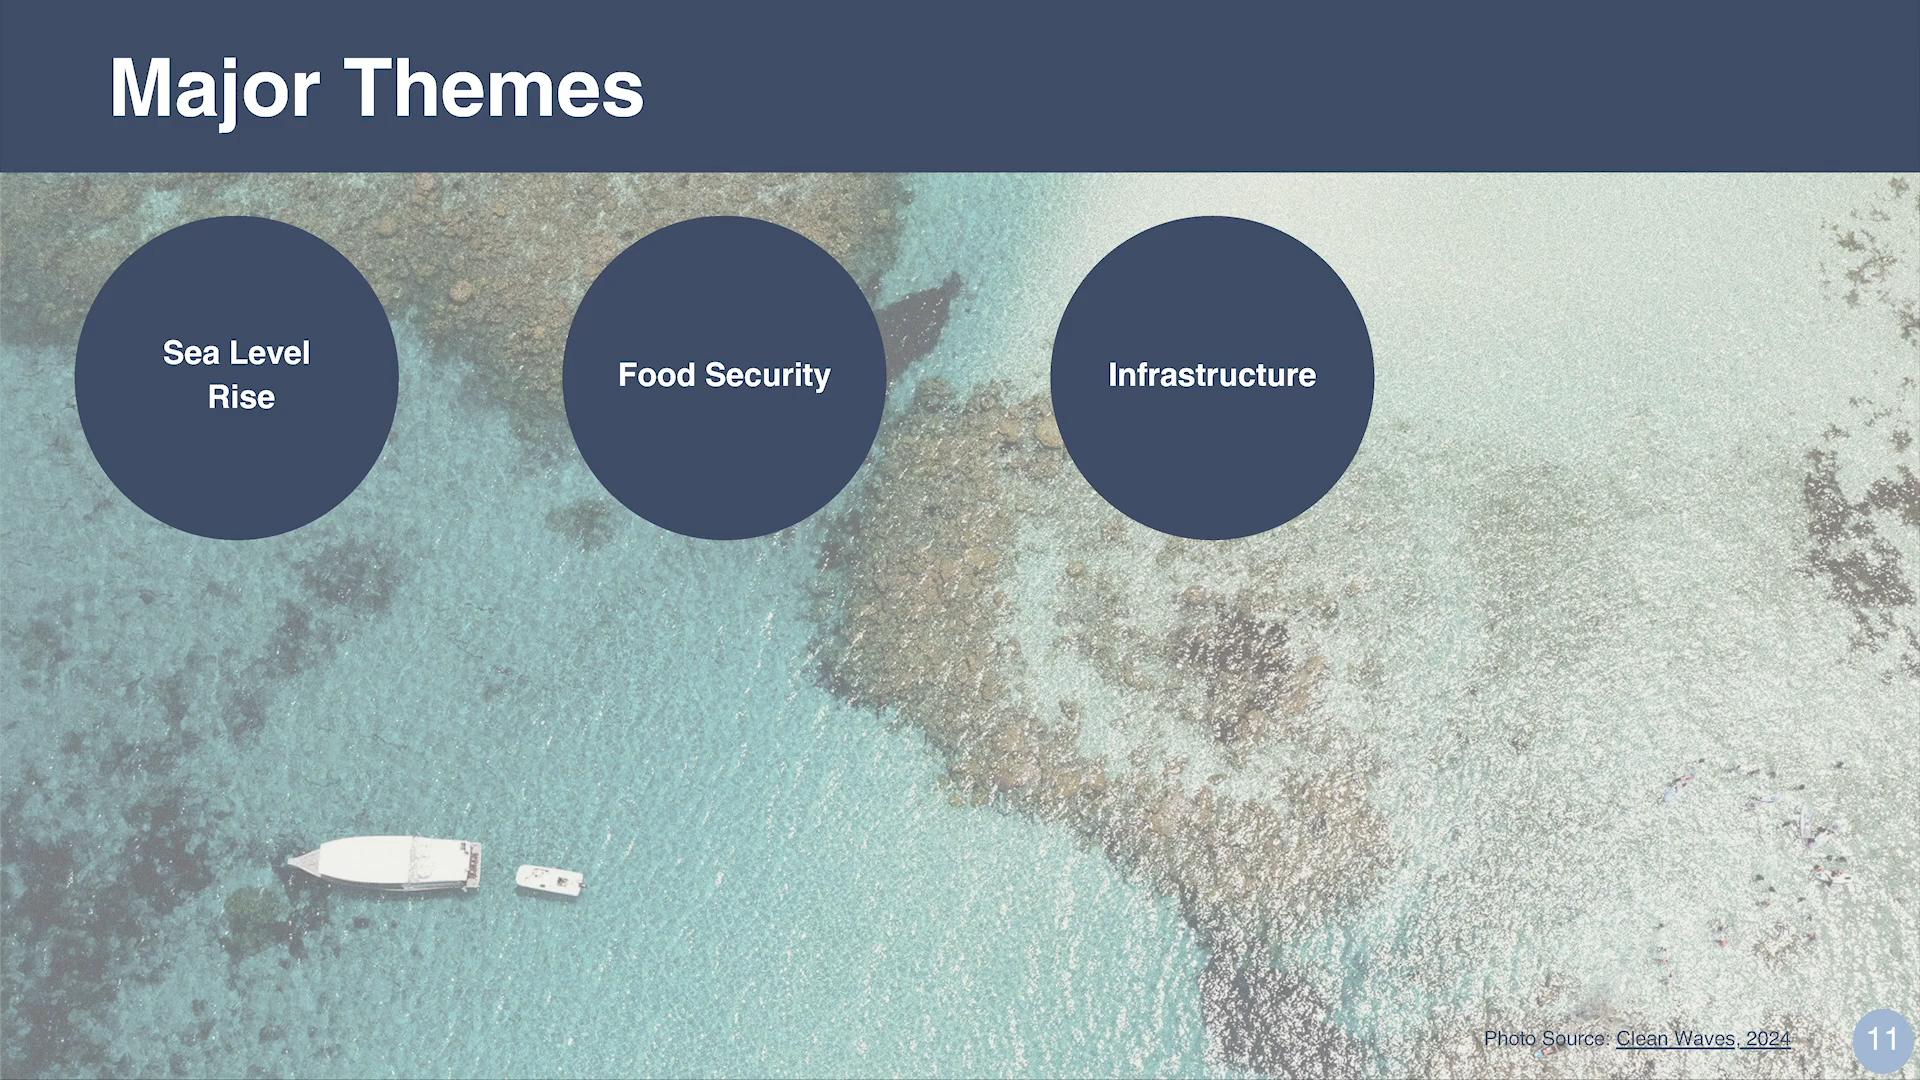 Major Themes
Sea Level
Rise
Food Security
Infrastructure
Photo Source: Clean Waves, 2024
11